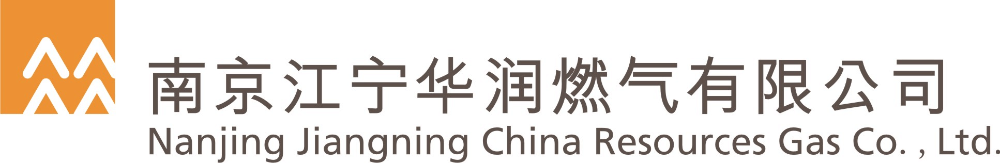 南京江宁华润燃气有限公司
Nanjing Jiangning China Resources Gas Co. , Ltd.